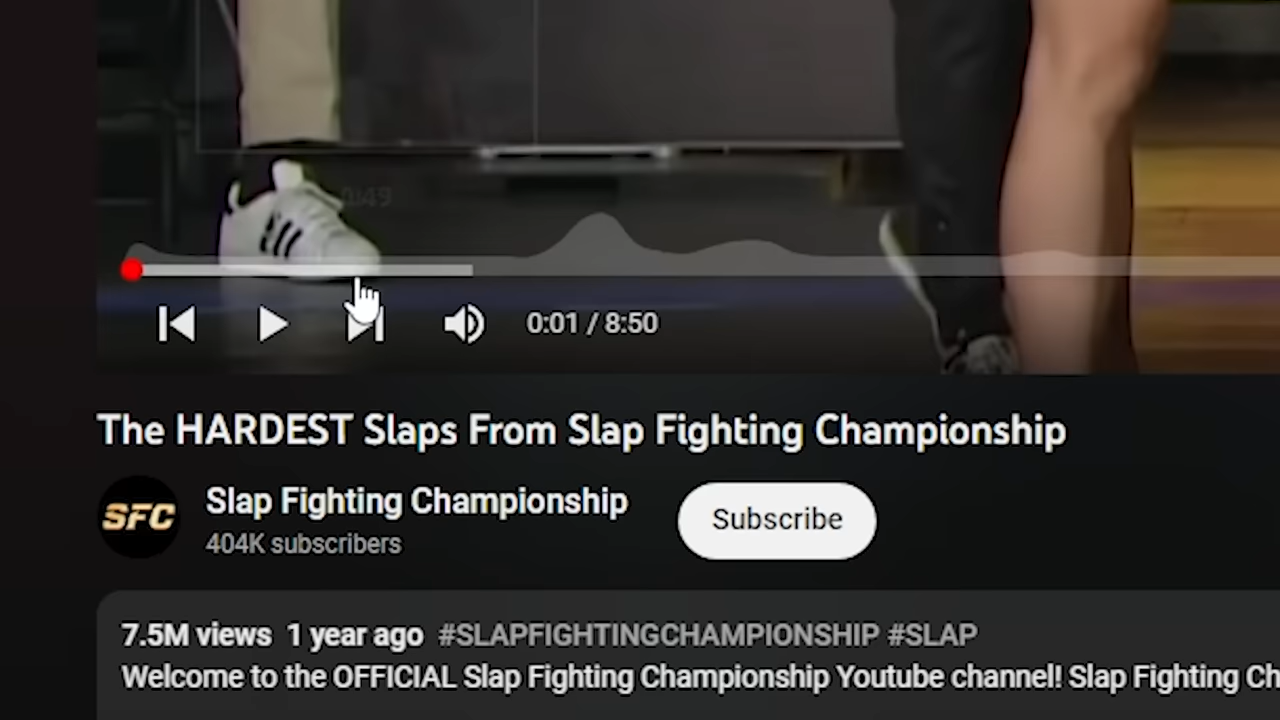 0:49
0:01 / 8:50
The HARDEST Slaps From Slap Fighting Championship
SFC
Slap Fighting Championship
Subscribe
404K subscribers
7.5M views 1 year ago #SLAPFIGHTINGCHAMPIONSHIP #SLAP
Welcome to the OFFICIAL Slap Fighting Championship Youtube channel! Slap Fighting Ch